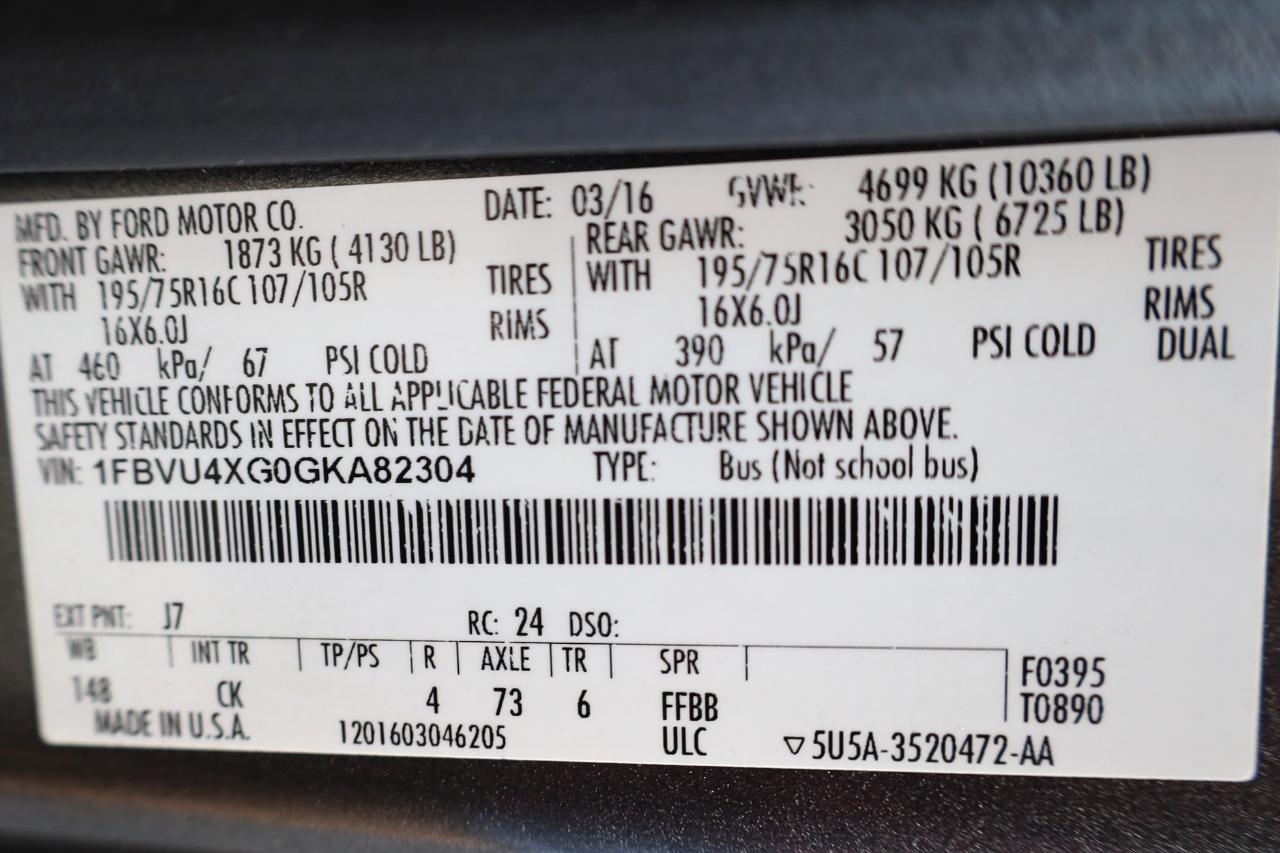 MFD. BY FORD MOTOR CO. DATE: 03/16 GVWR: 4699 KG (10360 LB)
FRONT GAWR: 1873 KG ( 4130 LB) REAR GAWR: 3050 KG ( 6725 LB)
WITH 195/75R16C 107/105R TIRES WITH 195/75R16C 107/105R TIRES
16X6.0J RIMS 16X6.0J RIMS
AT 460 kPa/ 67 PSI COLD AT 390 kPa/ 57 PSI COLD DUAL
THIS VEHICLE CONFORMS TO ALL APPLICABLE FEDERAL MOTOR VEHICLE
SAFETY STANDARDS IN EFFECT ON THE DATE OF MANUFACTURE SHOWN ABOVE.
VIN: 1FBVU4XG0GKA82304 TYPE: Bus (Not school bus)
EXT PNT: J7 RC: 24 DSO:
WB INT TR TP/PS R AXLE TR SPR F0395
148 CK 4 73 6 FFBB T0890
MADE IN U.S.A. 1201603046205 ULC ▽5U5A-3520472-AA